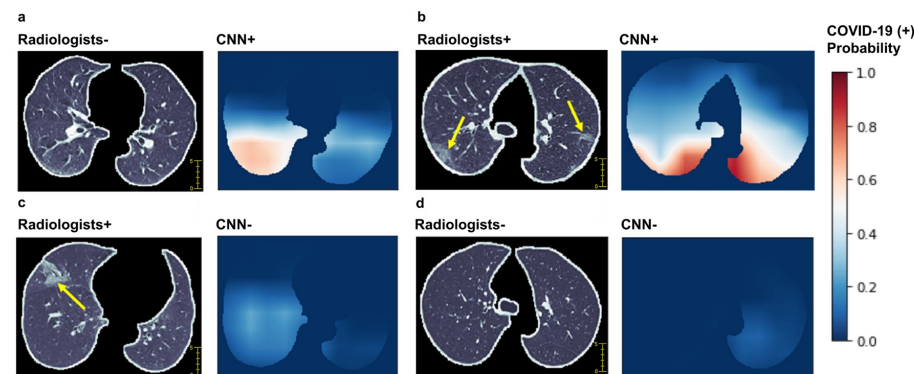 a
b
Radiologists-
CNN+
Radiologists+
CNN+
COVID-19 (+)
Probability
1.0
0.8
0.6
0.4
0.2
0.0
c
d
Radiologists+
CNN-
Radiologists-
CNN-